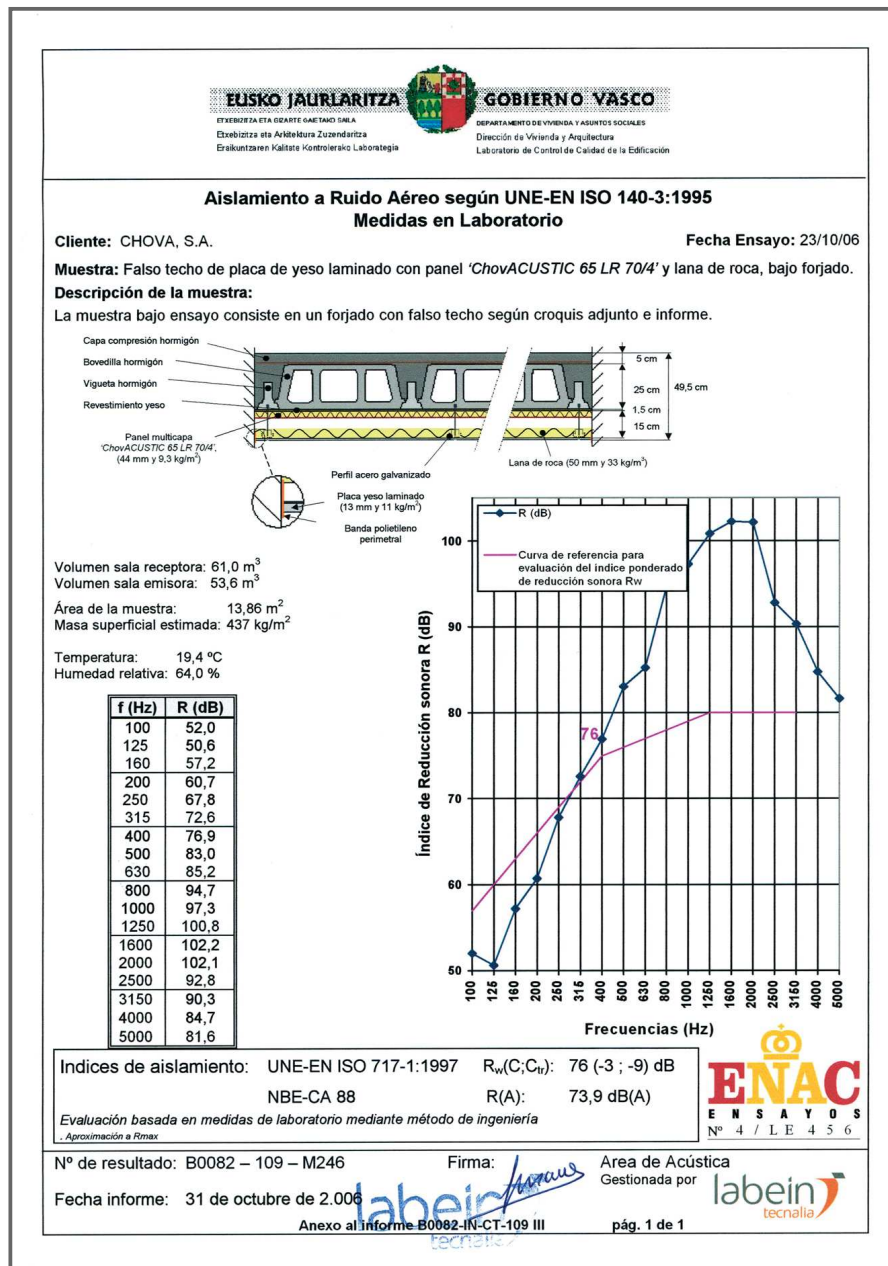 EUSKO JAURLARITZA
GOBIERNO VASCO
ETXEBIZITZA ETA GIZARTE GAIETAKO SAILA
Etxebizitza eta Arkitektura Zuzendaritza
Eraikuntzaren Kalitate Kontrolerako Laborategia
DEPARTAMENTO DE VIVIENDA Y ASUNTOS SOCIALES
Dirección de Vivienda y Arquitectura
Laboratorio de Control de Calidad de la Edificación
Aislamiento a Ruido Aéreo según UNE-EN ISO 140-3:1995
Medidas en Laboratorio
Cliente: CHOVA, S.A. Fecha Ensayo: 23/10/06
Muestra: Falso techo de placa de yeso laminado con panel 'ChovACUSTIC 65 LR 70/4' y lana de roca, bajo forjado.
Descripción de la muestra:
La muestra bajo ensayo consiste en un forjado con falso techo según croquis adjunto e informe.
Capa compresión hormigón
Bovedilla hormigón
Vigueta hormigón
Revestimiento yeso
Panel multicapa
'ChovACUSTIC 65 LR 70/4',
(44 mm y 9,3 kg/m²)
5 cm
25 cm
49,5 cm
1,5 cm
15 cm
Perfil acero galvanizado
Lana de roca (50 mm y 33 kg/m³)
Placa yeso laminado
(13 mm y 11 kg/m²)
Banda polietileno
perimetral
Volumen sala receptora: 61,0 m³
Volumen sala emisora: 53,6 m³
Área de la muestra: 13,86 m²
Masa superficial estimada: 437 kg/m²
Temperatura: 19,4 ºC
Humedad relativa: 64,0 %
f (Hz) R (dB)
100 52,0
125 50,6
160 57,2
200 60,7
250 67,8
315 72,6
400 76,9
500 83,0
630 85,2
800 94,7
1000 97,3
1250 100,8
1600 102,2
2000 102,1
2500 92,8
3150 90,3
4000 84,7
5000 81,6
R (dB)
Curva de referencia para
evaluación del índice ponderado
de reducción sonora Rw
Índice de Reducción sonora R (dB)
100
90
80
70
60
50
76
100 125 160 200 250 315 400 500 630 800 1000 1250 1600 2000 2500 3150 4000 5000
Frecuencias (Hz)
Indices de aislamiento: UNE-EN ISO 717-1:1997 Rw(C;Ctr): 76 (-3 ; -9) dB
NBE-CA 88 R(A): 73,9 dB(A)
Evaluación basada en medidas de laboratorio mediante método de ingeniería
. Aproximación a Rmax
ENAC
ENSAYOS
Nº 4 / LE 456
Nº de resultado: B0082 – 109 – M246 Firma: Area de Acústica
Gestionada por
labein
tecnalia
Fecha informe: 31 de octubre de 2.006
labein
tecnalia
Anexo al informe B0082-IN-CT-109 III pág. 1 de 1